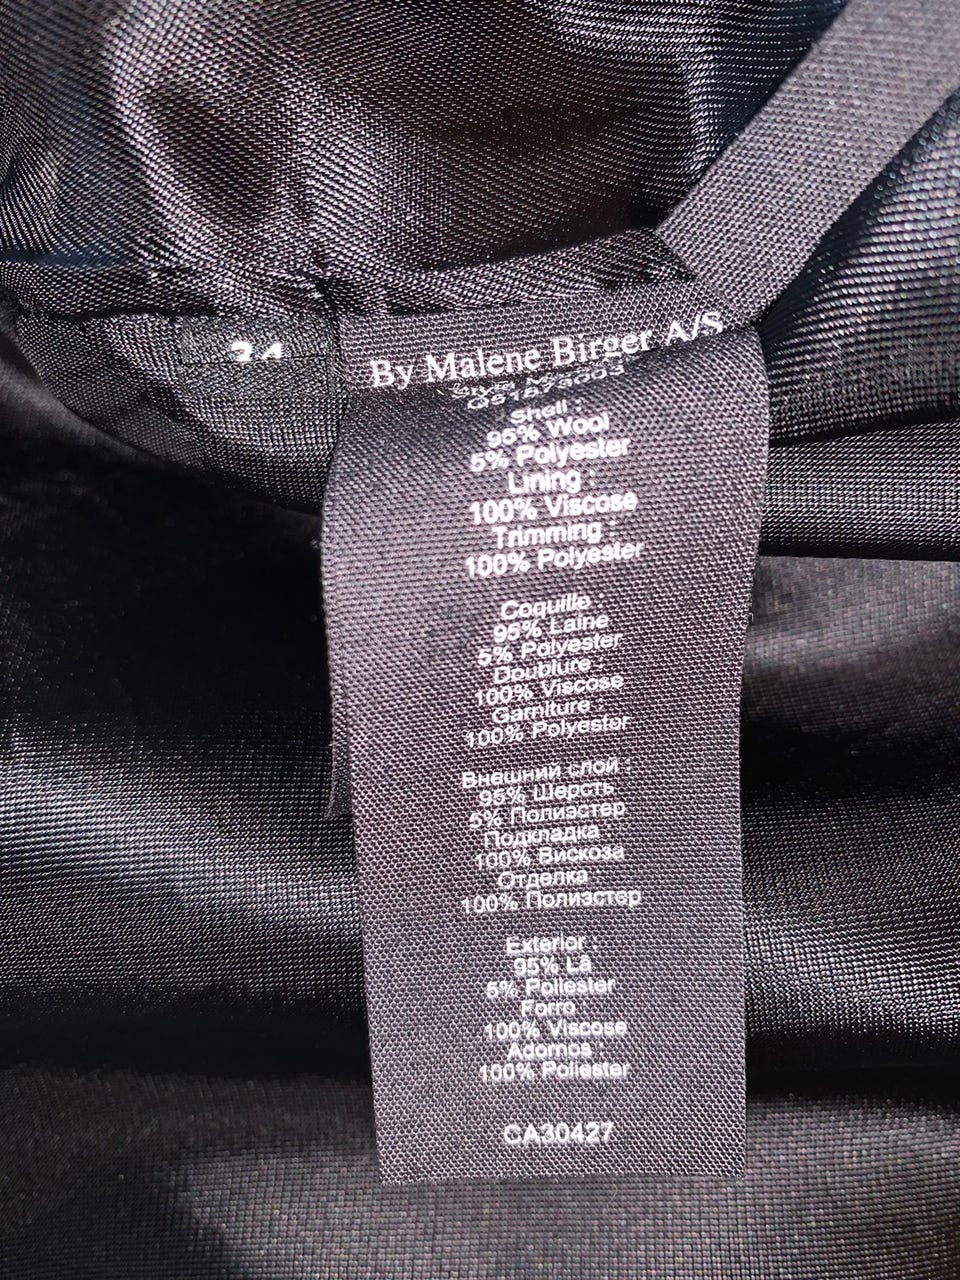 34
By Malene Birger A/S
Shell :
95% Wool
5% Polyester
Lining :
100% Viscose
Trimming :
100% Polyester
Coquille :
95% Laine
5% Polyester
Doublure :
100% Viscose
Garniture :
100% Polyester
Внешний слой :
95% Шерсть
5% Полиэстер
Подкладка :
100% Вискоза
Отделка
100% Полиэстер
Exterior :
95% Lã
5% Poliester
Forro
100% Viscose
Adornos
100% Poliester
CA30427